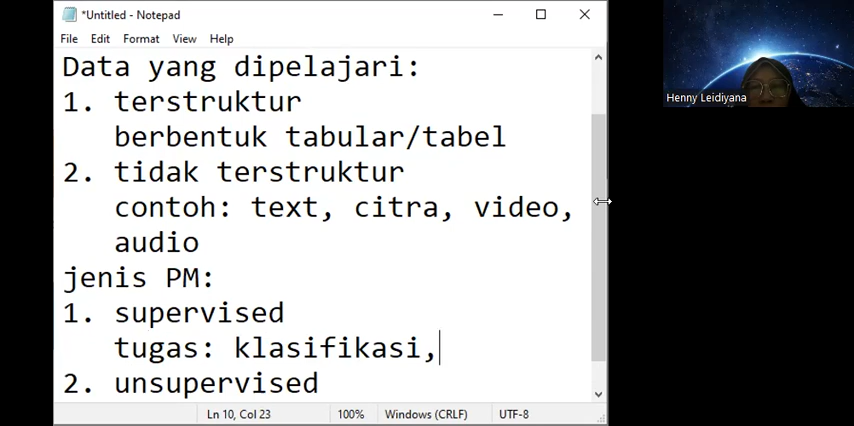 *Untitled - Notepad
File Edit Format View Help
Data yang dipelajari:
1. terstruktur
berbentuk tabular/tabel
2. tidak terstruktur
contoh: text, citra, video,
audio
jenis PM:
1. supervised
tugas: klasifikasi,
2. unsupervised
Ln 10, Col 23 100% Windows (CRLF) UTF-8
Henny Leidiyana